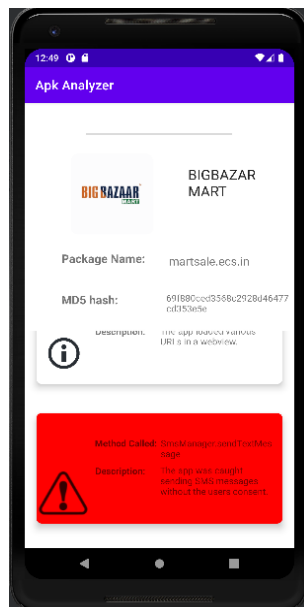 12:49
Apk Analyzer
BIG BAZAAR
MART
BIGBAZAR
MART
Package Name: martsale.ecs.in
MD5 hash: 69f880ced3568c2928d46477
cd353e5e
Description: The app loaded various
URLs in a webview.
Method Called: SmsManager.sendTextMes
sage
Description: The app was caught
sending SMS messages
without the users consent.